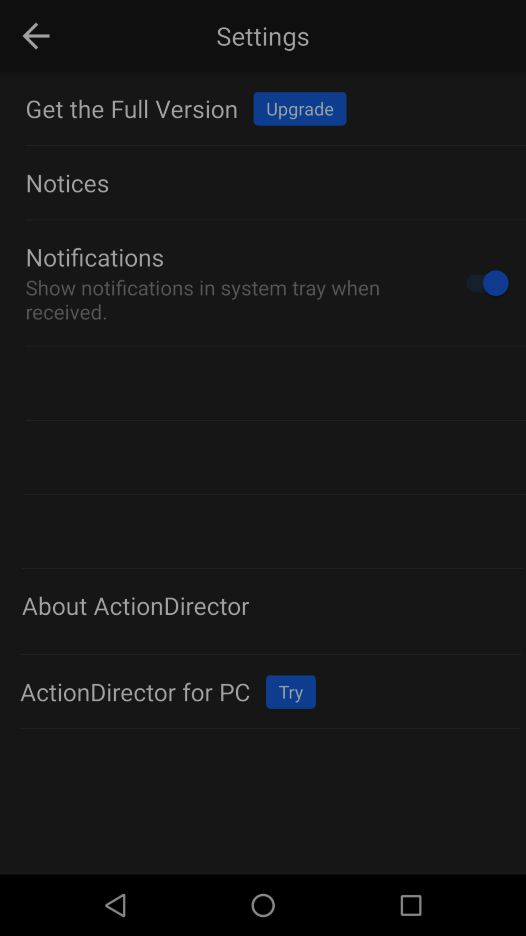 Settings
Get the Full Version Upgrade
Notices
Notifications
Show notifications in system tray when
received.
About ActionDirector
ActionDirector for PC Try